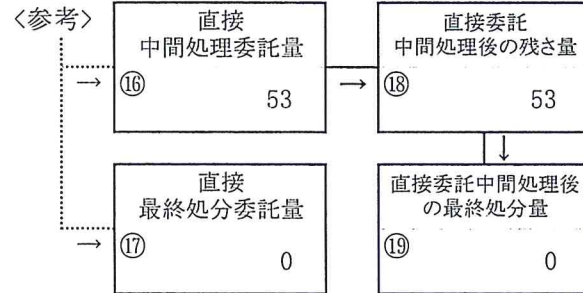 <参考>
直接
中間処理委託量
→ ⑯
53
→
直接委託
中間処理後の残さ量
⑱
53
↓
直接
最終処分委託量
→ ⑰
0
直接委託中間処理後
の最終処分量
⑲
0